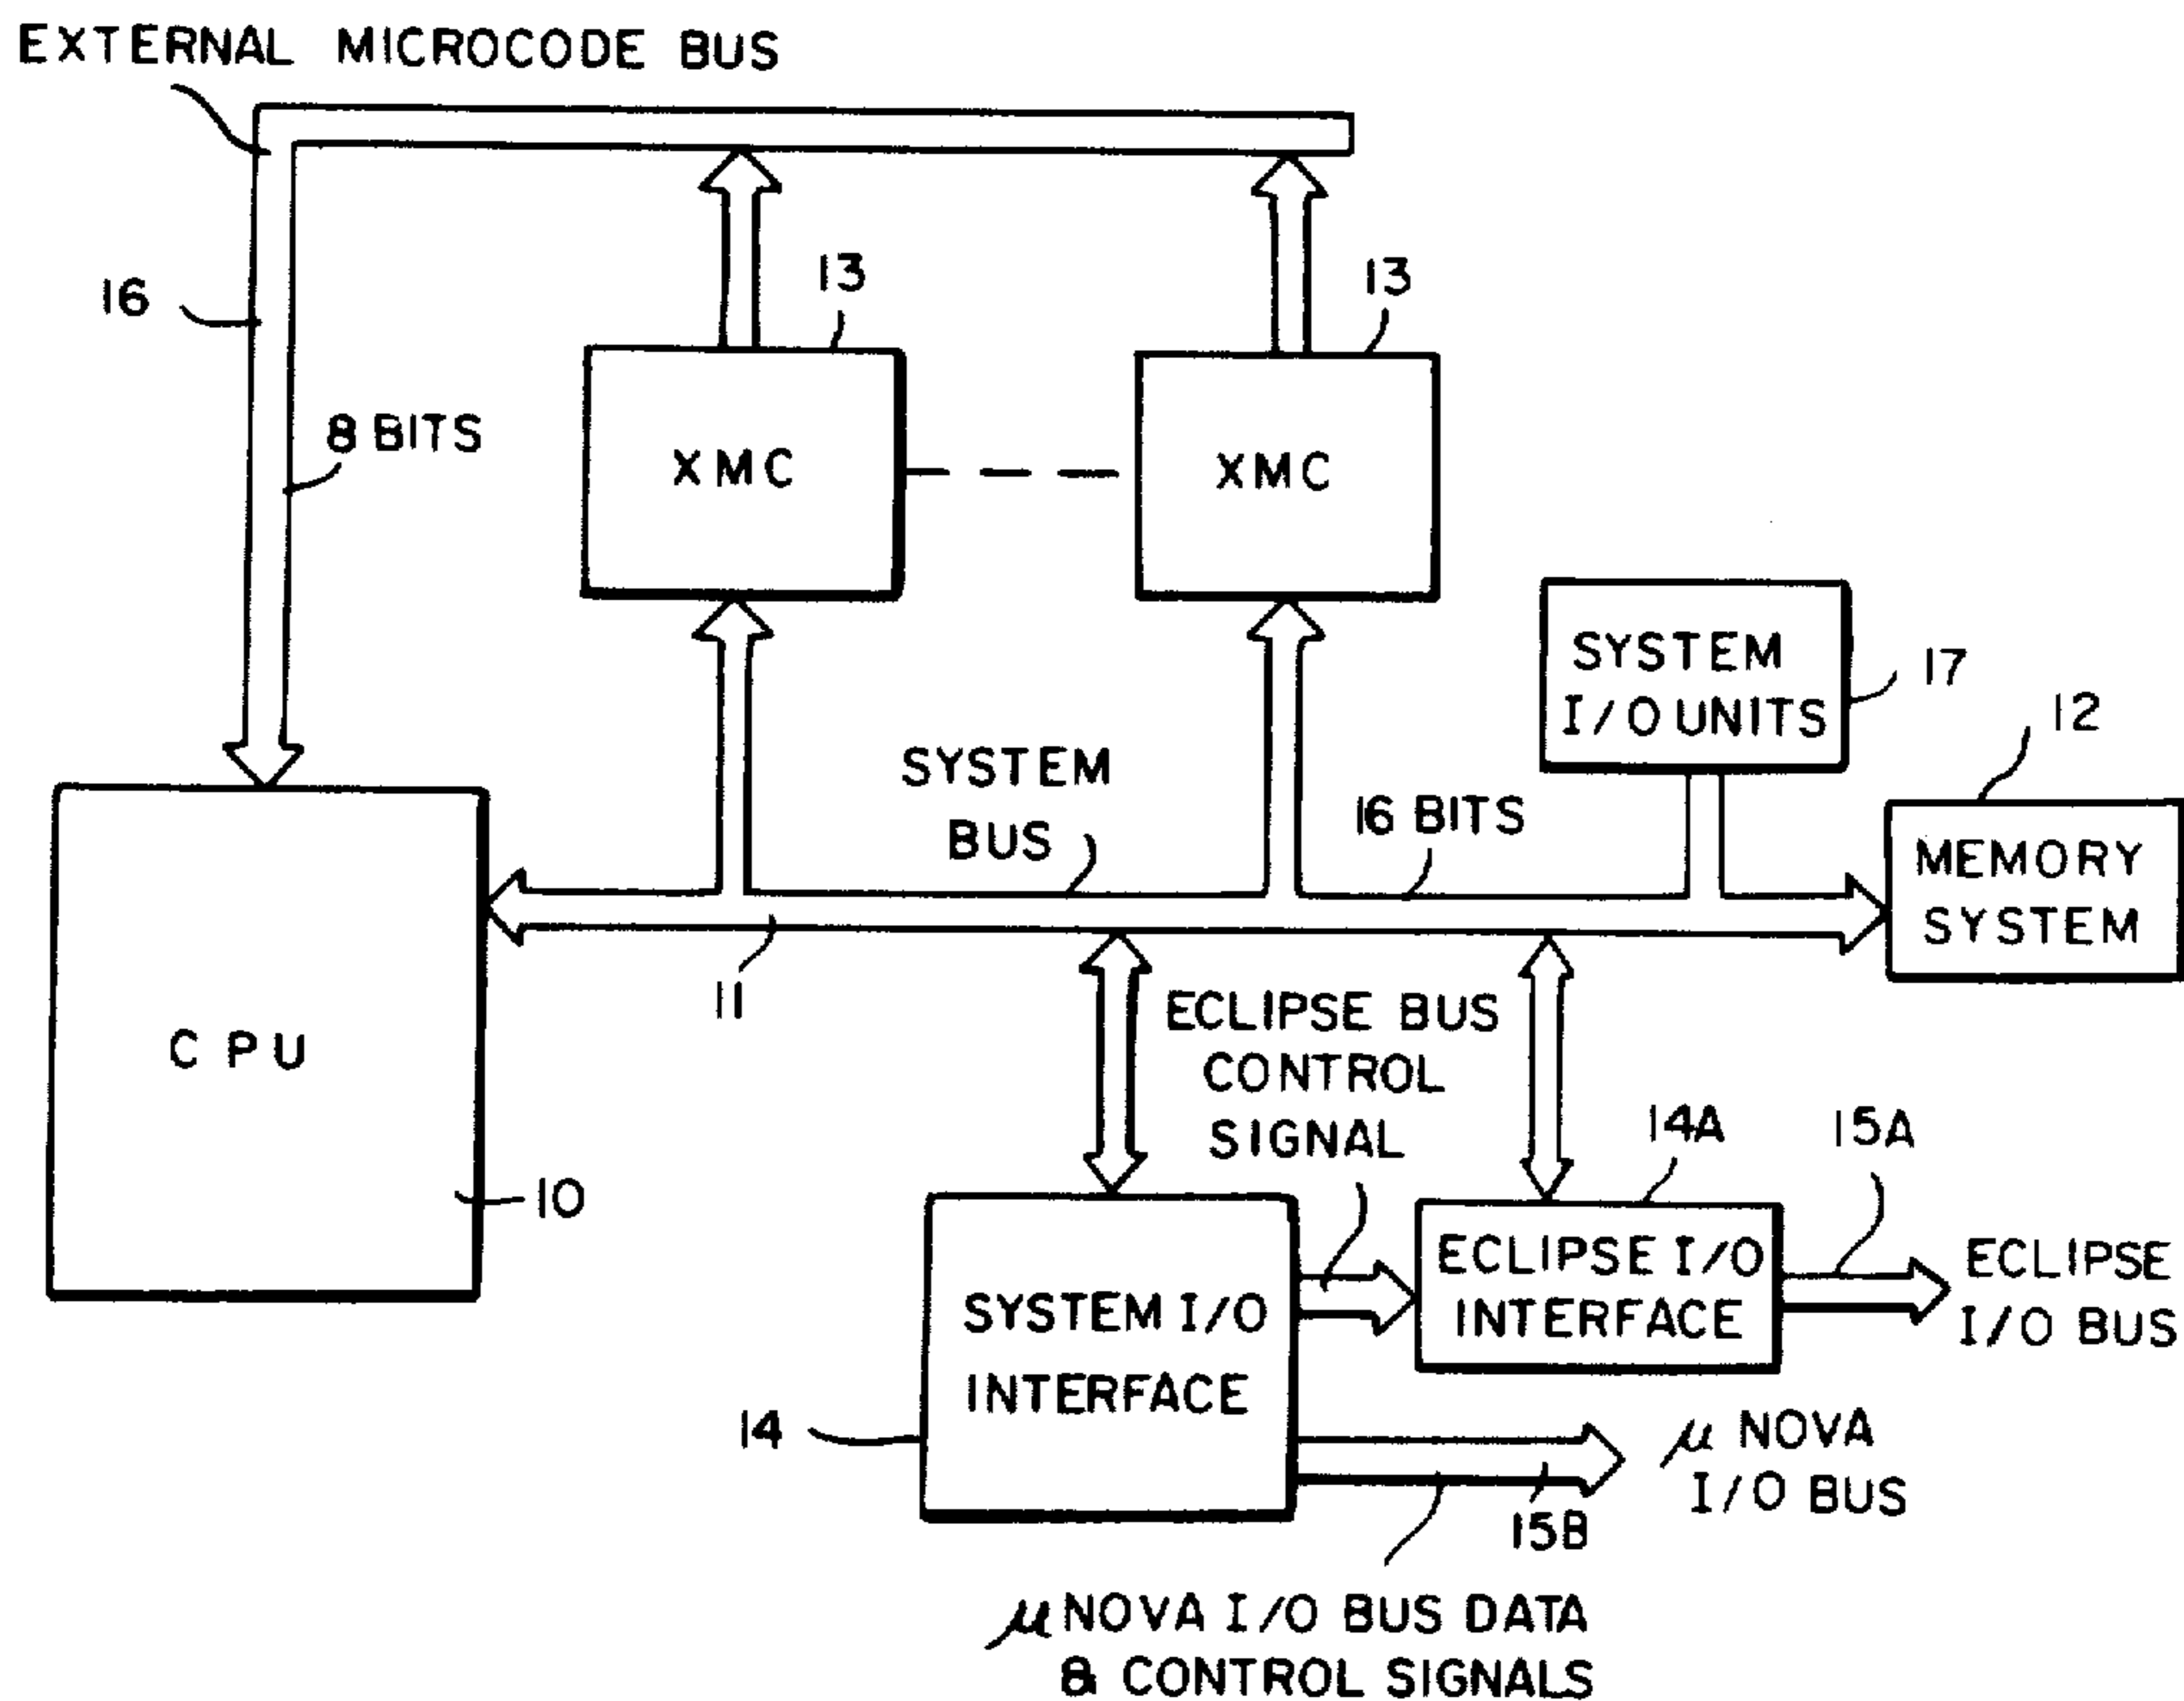 EXTERNAL MICROCODE BUS
16
8 BITS
13
13
XMC
XMC
SYSTEM
I/O UNITS
17
12
SYSTEM
BUS
16 BITS
MEMORY
SYSTEM
11
CPU
10
ECLIPSE BUS
CONTROL
SIGNAL
14A
15A
ECLIPSE I/O
INTERFACE
ECLIPSE
I/O BUS
SYSTEM I/O
INTERFACE
14
μ NOVA
I/O BUS
15B
μ NOVA I/O BUS DATA
& CONTROL SIGNALS